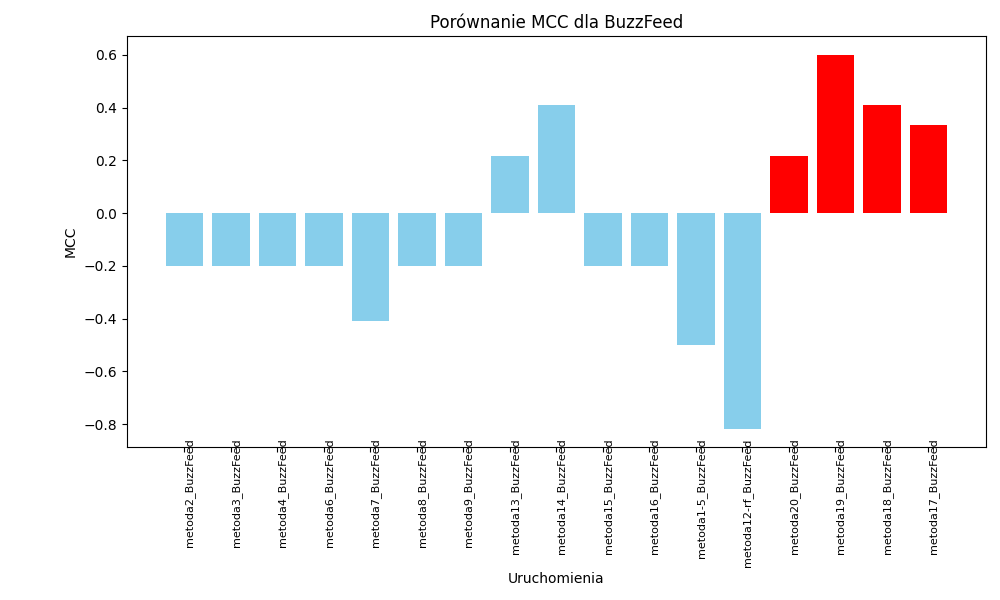 Porównanie MCC dla BuzzFeed
MCC
0.6
0.4
0.2
0.0
−0.2
−0.4
−0.6
−0.8
metoda2_BuzzFeed
metoda3_BuzzFeed
metoda4_BuzzFeed
metoda6_BuzzFeed
metoda7_BuzzFeed
metoda8_BuzzFeed
metoda9_BuzzFeed
metoda13_BuzzFeed
metoda14_BuzzFeed
metoda15_BuzzFeed
metoda16_BuzzFeed
metoda1-5_BuzzFeed
metoda12-rf_BuzzFeed
metoda20_BuzzFeed
metoda19_BuzzFeed
metoda18_BuzzFeed
metoda17_BuzzFeed
Uruchomienia